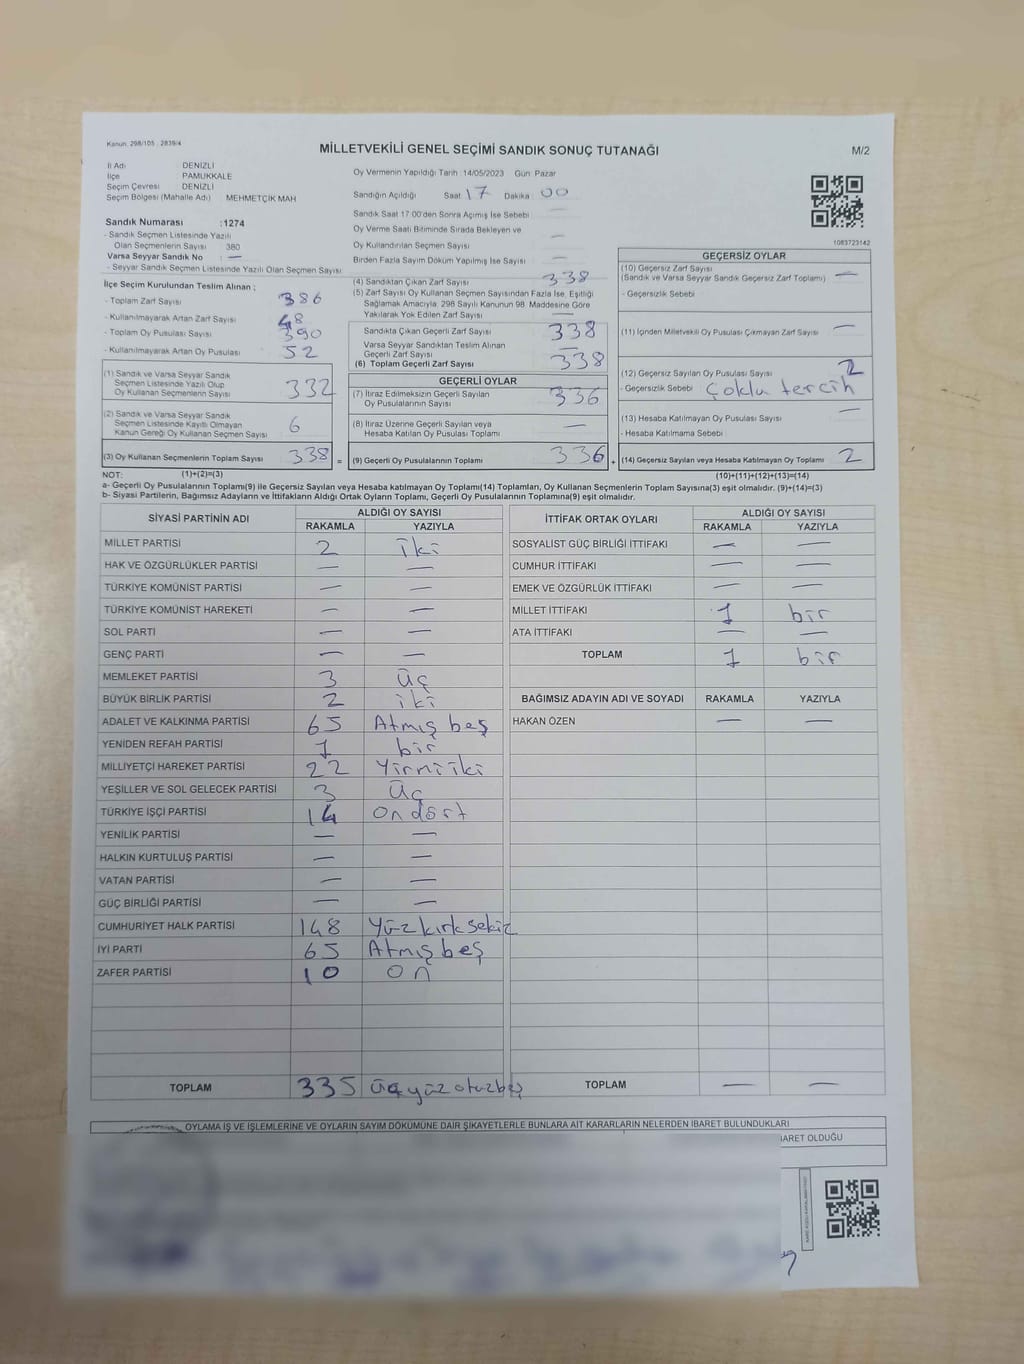 Kanun: 298/105 , 2839/4
MİLLETVEKİLİ GENEL SEÇİMİ SANDIK SONUÇ TUTANAĞI
M/2
İl Adı : DENİZLİ
İlçe : PAMUKKALE
Seçim Çevresi : DENİZLİ
Seçim Bölgesi (Mahalle Adı) MEHMETÇİK MAH
Sandık Numarası :1274
- Sandık Seçmen Listesinde Yazılı
Olan Seçmenlerin Sayısı 380
Varsa Seyyar Sandık No : —
- Seyyar Sandık Seçmen Listesinde Yazılı Olan Seçmen Sayısı
Oy Vermenin Yapıldığı Tarih :14/05/2023 Gün Pazar
Sandığın Açıldığı Saat 17 Dakika 00
Sandık Saat 17:00'den Sonra Açımış İse Sebebi —
Oy Verme Saati Bitiminde Sırada Bekleyen ve
Oy Kullandırılan Seçmen Sayısı —
Birden Fazla Sayım Döküm Yapılmış İse Sayısı —
1083723142
İlçe Seçim Kurulundan Teslim Alınan ;
- Toplam Zarf Sayısı 386
- Kullanılmayarak Artan Zarf Sayısı 48
- Toplam Oy Pusulası Sayısı 390
- Kullanılmayarak Artan Oy Pusulası 52
(1) Sandık ve Varsa Seyyar Sandık
Seçmen Listesinde Yazılı Olup
Oy Kullanan Seçmenlerin Sayısı 332
(2) Sandık ve Varsa Seyyar Sandık
Seçmen Listesinde Kayıtlı Olmayan
Kanun Gereği Oy Kullanan Seçmen Sayısı 6
(3) Oy Kullanan Seçmenlerin Toplam Sayısı 338 =
(4) Sandıktan Çıkan Zarf Sayısı 338
(5) Zarf Sayısı Oy Kullanan Seçmen Sayısından Fazla İse, Eşitliği
Sağlamak Amacıyla, 298 Sayılı Kanunun 98. Maddesine Göre
Yakılarak Yok Edilen Zarf Sayısı —
Sandıkta Çıkan Geçerli Zarf Sayısı 338
Varsa Seyyar Sandıktan Teslim Alınan
Geçerli Zarf Sayısı —
(6) Toplam Geçerli Zarf Sayısı 338
GEÇERLİ OYLAR
(7) İtiraz Edilmeksizin Geçerli Sayılan
Oy Pusulalarının Sayısı 336
(8) İtiraz Üzerine Geçerli Sayılan veya
Hesaba Katılan Oy Pusulası Toplamı —
(9) Geçerli Oy Pusulalarının Toplamı 336 +
GEÇERSİZ OYLAR
(10) Geçersiz Zarf Sayısı
(Sandık ve Varsa Seyyar Sandık Geçersiz Zarf Toplamı) —
- Geçersizlik Sebebi
(11) İçinden Milletvekili Oy Pusulası Çıkmayan Zarf Sayısı —
(12) Geçersiz Sayılan Oy Pusulası Sayısı 2
- Geçersizlik Sebebi Çoklu tercih
(13) Hesaba Katılmayan Oy Pusulası Sayısı —
- Hesaba Katılmama Sebebi
(14) Geçersiz Sayılan veya Hesaba Katılmayan Oy Toplamı 2
NOT: (1)+(2)=(3) (10)+(11)+(12)+(13)=(14)
a- Geçerli Oy Pusulalarının Toplamı(9) ile Geçersiz Sayılan veya Hesaba Katılmayan Oy Toplamı(14) Toplamları, Oy Kullanan Seçmenlerin Toplam Sayısına(3) eşit olmalıdır. (9)+(14)=(3)
b- Siyasi Partilerin, Bağımsız Adayların ve İttifakların Aldığı Ortak Oyların Toplamı, Geçerli Oy Pusulalarının Toplamına(9) eşit olmalıdır.
SİYASİ PARTİNİN ADI ALDIĞI OY SAYISI
RAKAMLA YAZIYLA
MİLLET PARTİSİ 2 iki
HAK VE ÖZGÜRLÜKLER PARTİSİ — —
TÜRKİYE KOMÜNİST PARTİSİ — —
TÜRKİYE KOMÜNİST HAREKETİ — —
SOL PARTİ — —
GENÇ PARTİ — —
MEMLEKET PARTİSİ 3 üç
BÜYÜK BİRLİK PARTİSİ 2 iki
ADALET VE KALKINMA PARTİSİ 65 Atmış beş
YENİDEN REFAH PARTİSİ 1 bir
MİLLİYETÇİ HAREKET PARTİSİ 22 Yirmi iki
YEŞİLLER VE SOL GELECEK PARTİSİ 3 üç
TÜRKİYE İŞÇİ PARTİSİ 14 on dört
YENİLİK PARTİSİ — —
HALKIN KURTULUŞ PARTİSİ — —
VATAN PARTİSİ — —
GÜÇ BİRLİĞİ PARTİSİ — —
CUMHURİYET HALK PARTİSİ 148 Yüz kırk sekiz
İYİ PARTİ 65 Atmış beş
ZAFER PARTİSİ 10 on
TOPLAM 335 üç yüz otuz beş
İTTİFAK ORTAK OYLARI ALDIĞI OY SAYISI
RAKAMLA YAZIYLA
SOSYALİST GÜÇ BİRLİĞİ İTTİFAKI — —
CUMHUR İTTİFAKI — —
EMEK VE ÖZGÜRLÜK İTTİFAKI — —
MİLLET İTTİFAKI 1 bir
ATA İTTİFAKI — —
TOPLAM 1 bir
BAĞIMSIZ ADAYIN ADI VE SOYADI RAKAMLA YAZIYLA
HAKAN ÖZEN — —
TOPLAM — —
OYLAMA İŞ VE İŞLEMLERİNE VE OYLARIN SAYIM DÖKÜMÜNE DAİR ŞİKAYETLERLE BUNLARA AİT KARARLARIN NELERDEN İBARET BULUNDUKLARI
İBARET OLDUĞU